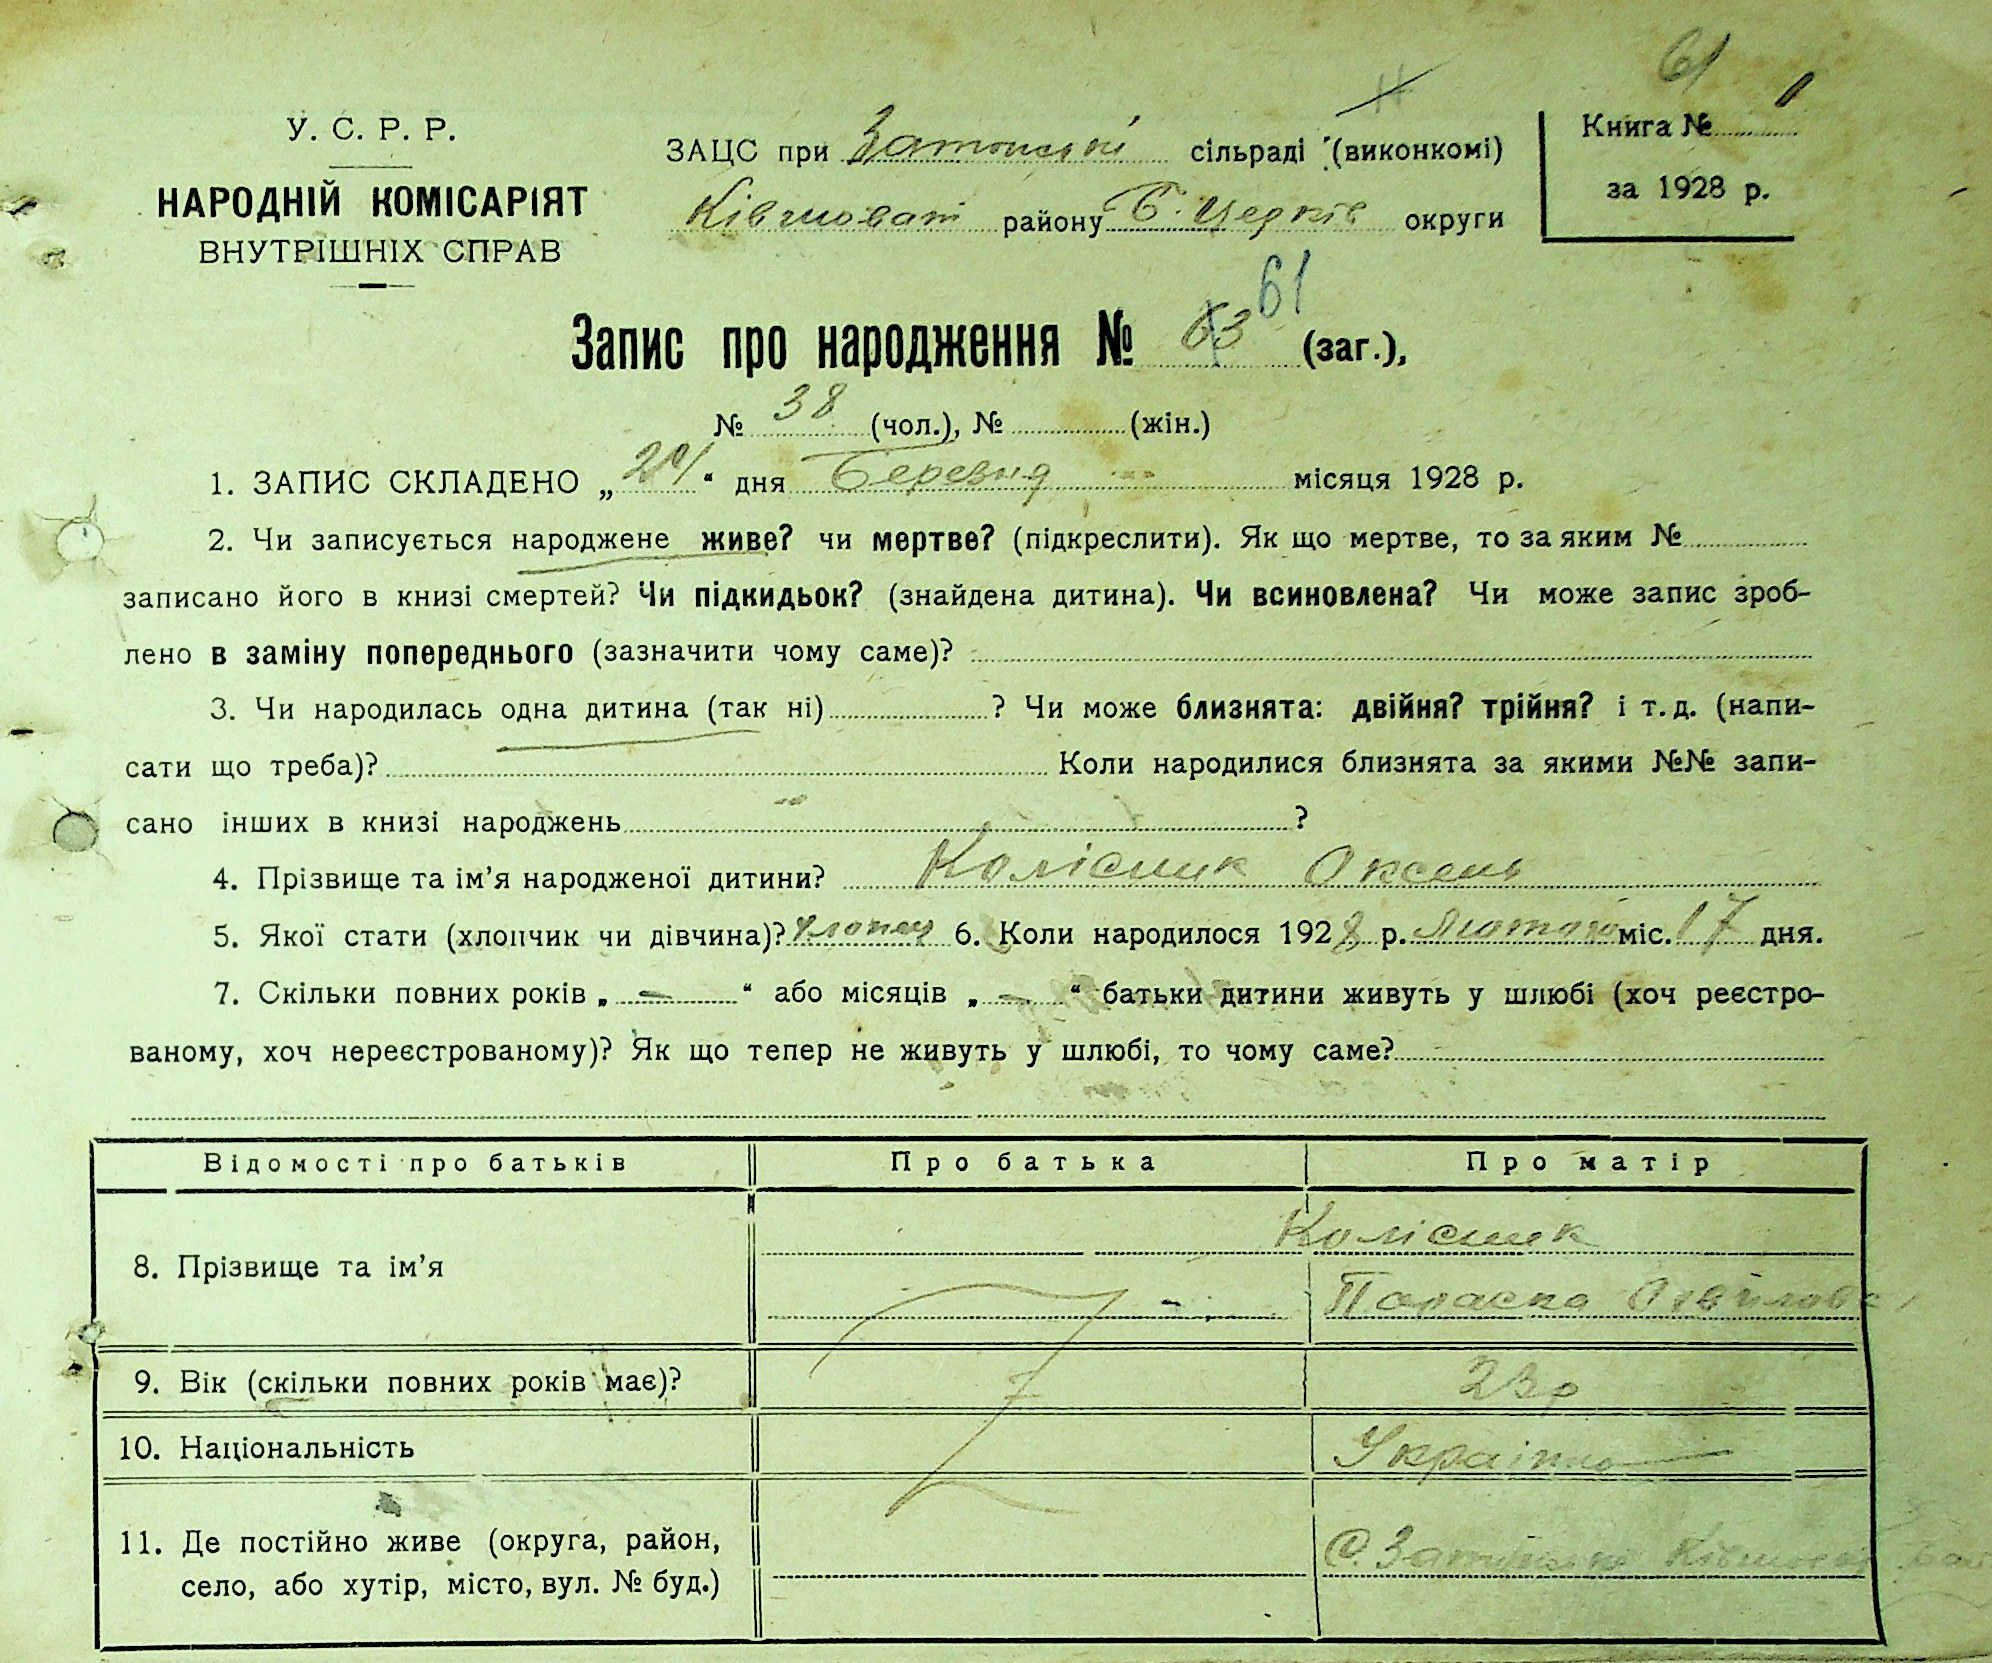 61
У. С. Р. Р.
НАРОДНІЙ КОМІСАРІЯТ
ВНУТРІШНІХ СПРАВ
ЗАЦС при сільраді (виконкомі)
Ківшоват району Б. Церків округи
Книга №
за 1928 р.
61
Запис про народження № 63 (заг.),
№ 38 (чол.), № (жін.)
1. ЗАПИС СКЛАДЕНО „ “ дня Березня місяця 1928 р.
2. Чи записується народжене живе? чи мертве? (підкреслити). Як що мертве, то за яким №
записано його в книзі смертей? Чи підкидьок? (знайдена дитина). Чи всиновлена? Чи може запис зроб-
лено в заміну попереднього (зазначити чому саме)?
3. Чи народилась одна дитина (так ні) ? Чи може близнята: двійня? трійня? і т. д. (напи-
сати що треба)? Коли народилися близнята за якими №№ запи-
сано інших в книзі народжень ?
4. Прізвище та ім’я народженої дитини? Колісник Оксень
5. Якої стати (хлопчик чи дівчина)? хлопец 6. Коли народилося 1928 р. Лютого міс. 17 дня.
7. Скільки повних років „ — “ або місяців „ — “ батьки дитини живуть у шлюбі (хоч реєстро-
ваному, хоч нереєстрованому)? Як що тепер не живуть у шлюбі, то чому саме?
Відомості про батьків Про батька Про матір
8. Прізвище та ім’я Колісник
Параска
9. Вік (скільки повних років має)? 23 р
10. Національність Українка
11. Де постійно живе (округа, район,
село, або хутір, місто, вул. № буд.)
С.